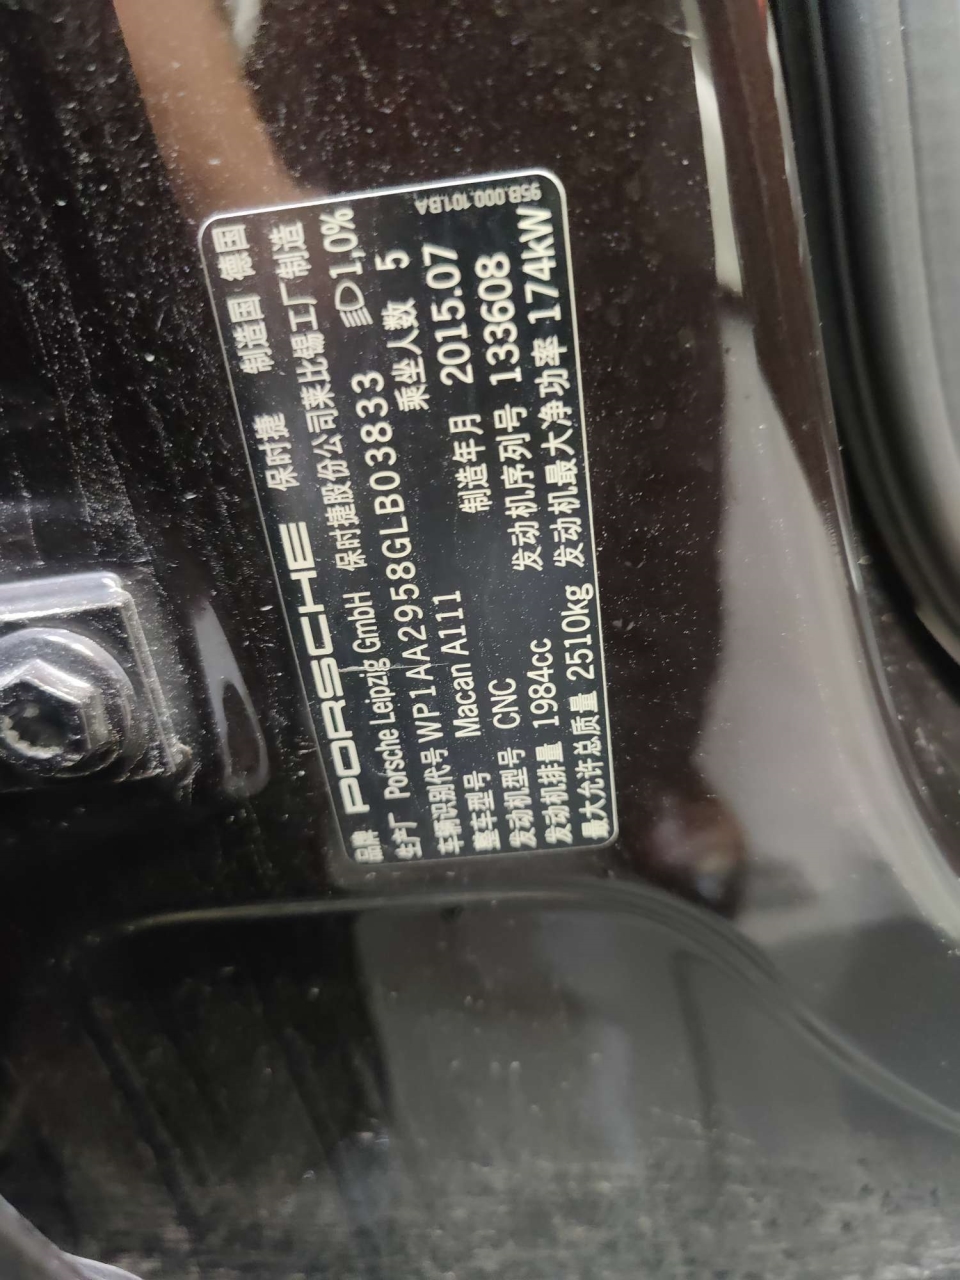 品牌 PORSCHE 保时捷 制造国 德国
生产厂 Porsche Leipzig GmbH 保时捷股份公司莱比锡工厂制造
车辆识别代号 WP1AA2958GLB03833 1,0%
整车型号 Macan A111 乘坐人数 5
发动机型号 CNC 制造年月 2015.07
发动机排量 1984cc 发动机序列号 133608
最大允许总质量 2510kg 发动机最大净功率 174kW
95B.000.101.BA